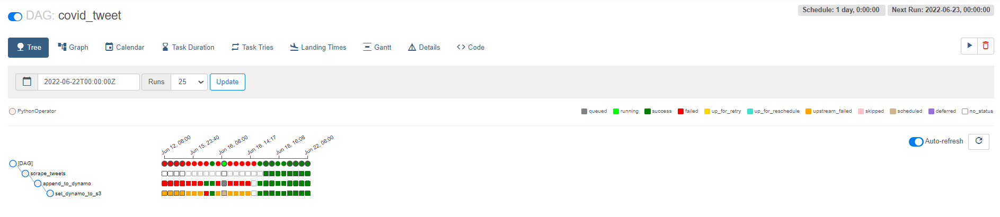 DAG: covid_tweet
Schedule: 1 day, 0:00:00 Next Run: 2022-06-23, 00:00:00
Tree Graph Calendar Task Duration Task Tries Landing Times Gantt Details Code
2022-06-22T00:00:00Z Runs 25 Update
PythonOperator queued running success failed up_for_retry up_for_reschedule upstream_failed skipped scheduled deferred no_status
Jun 12, 08:00 Jun 15, 23:40 Jun 16, 08:00 Jun 16, 14:17 Jun 18, 16:08 Jun 22, 08:00
Auto-refresh
[DAG]
scrape_tweets
append_to_dynamo
set_dynamo_to_s3